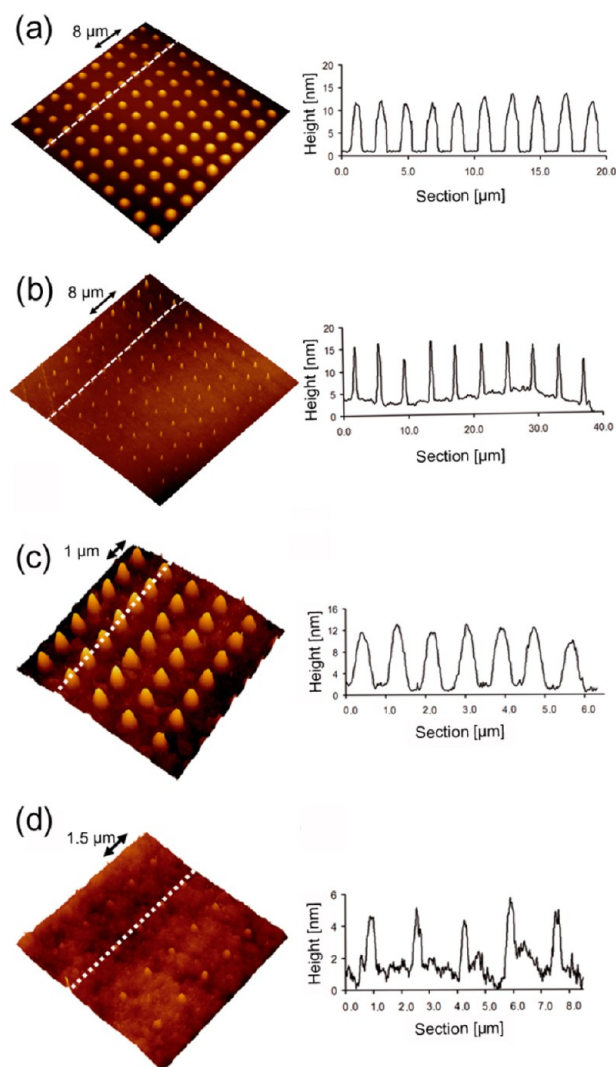 (a)
8 µm
Height [nm]
20
15
10
5
0
0.0 5.0 10.0 15.0 20.0
Section [µm]
(b)
8 µm
Height [nm]
20
15
10
5
0
0.0 10.0 20.0 30.0 40.0
Section [µm]
(c)
1 µm
Height [nm]
16
12
8
4
0
0.0 1.0 2.0 3.0 4.0 5.0 6.0
Section [µm]
(d)
1.5 µm
Height [nm]
6
4
2
0
0.0 1.0 2.0 3.0 4.0 5.0 6.0 7.0 8.0
Section [µm]